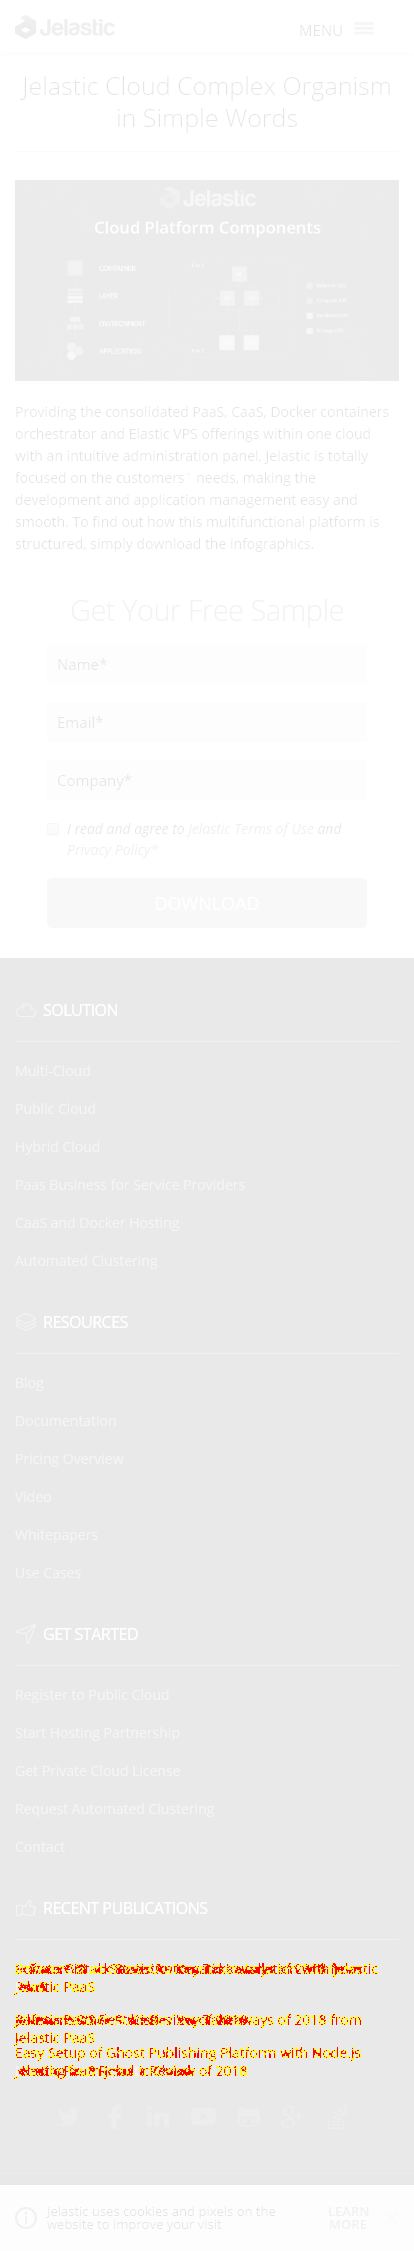 Jelastic
MENU
Jelastic Cloud Complex Organism
in Simple Words
Jelastic
Cloud Platform Components
CONTAINER
LAYER
ENVIRONMENT
APPLICATION
Providing the consolidated PaaS, CaaS, Docker containers
orchestrator and Elastic VPS offerings within one cloud
with an intuitive administration panel, Jelastic is totally
focused on the customers` needs, making the
development and application management easy and
smooth. To find out how this multifunctional platform is
structured, simply download the infographics.
Get Your Free Sample
Name*
Email*
Company*
I read and agree to Jelastic Terms of Use and
Privacy Policy*
DOWNLOAD
SOLUTION
Multi-Cloud
Public Cloud
Hybrid Cloud
Paas Business for Service Providers
CaaS and Docker Hosting
Automated Clustering
RESOURCES
Blog
Documentation
Pricing Overview
Video
Whitepapers
Use Cases
GET STARTED
Register to Public Cloud
Start Hosting Partnership
Get Private Cloud License
Request Automated Clustering
Contact
RECENT PUBLICATIONS
Jelastic
Jelastic PaaS
of 2018 from
Jelastic PaaS
Easy Setup of Ghost Publishing Platform with Node.js
of 2018
Jelastic uses cookies and pixels on the
website to improve your visit
LEARN
MORE